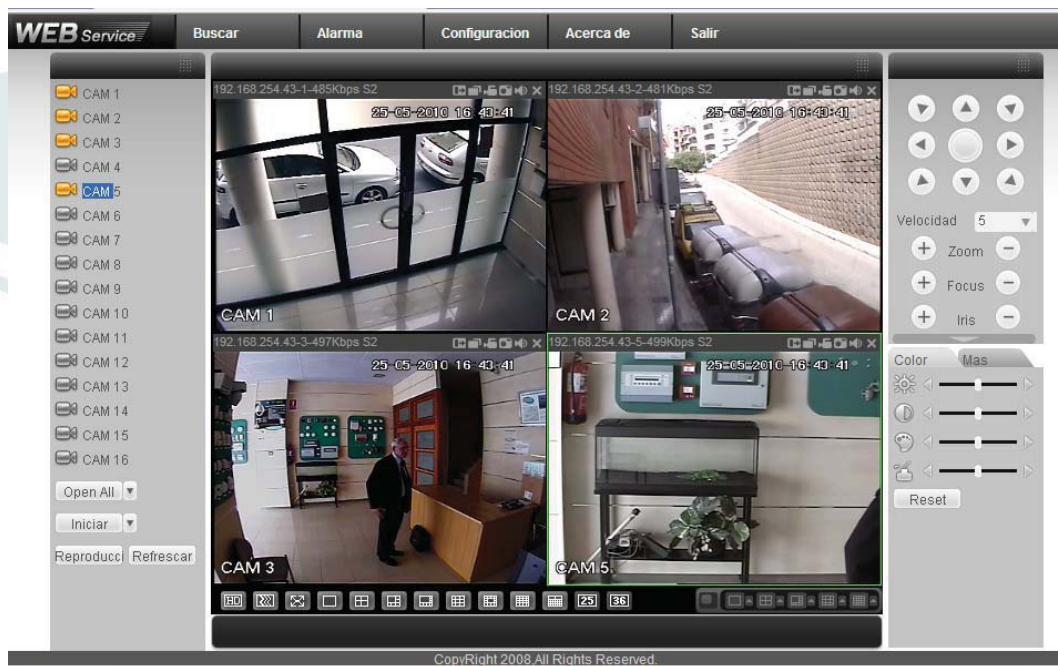 WEB Service
Buscar
Alarma
Configuracion
Acerca de
Salir
CAM 1
CAM 2
CAM 3
CAM 4
CAM 5
CAM 6
CAM 7
CAM 8
CAM 9
CAM 10
CAM 11
CAM 12
CAM 13
CAM 14
CAM 15
CAM 16
Open All
Iniciar
Reproducci
Refrescar
192.168.254.43-1-485Kbps S2
25-05-2010 16:43:41
CAM 1
192.168.254.43-2-481Kbps S2
25-05-2010 16:43:41
CAM 2
192.168.254.43-3-497Kbps S2
25-05-2010 16:43:41
CAM 3
192.168.254.43-5-499Kbps S2
25-05-2010 16:43:41
CAM 5
HQ
25
36
Velocidad
5
Zoom
Focus
Iris
Color
Mas
Reset
CopyRight 2008,All Rights Reserved.